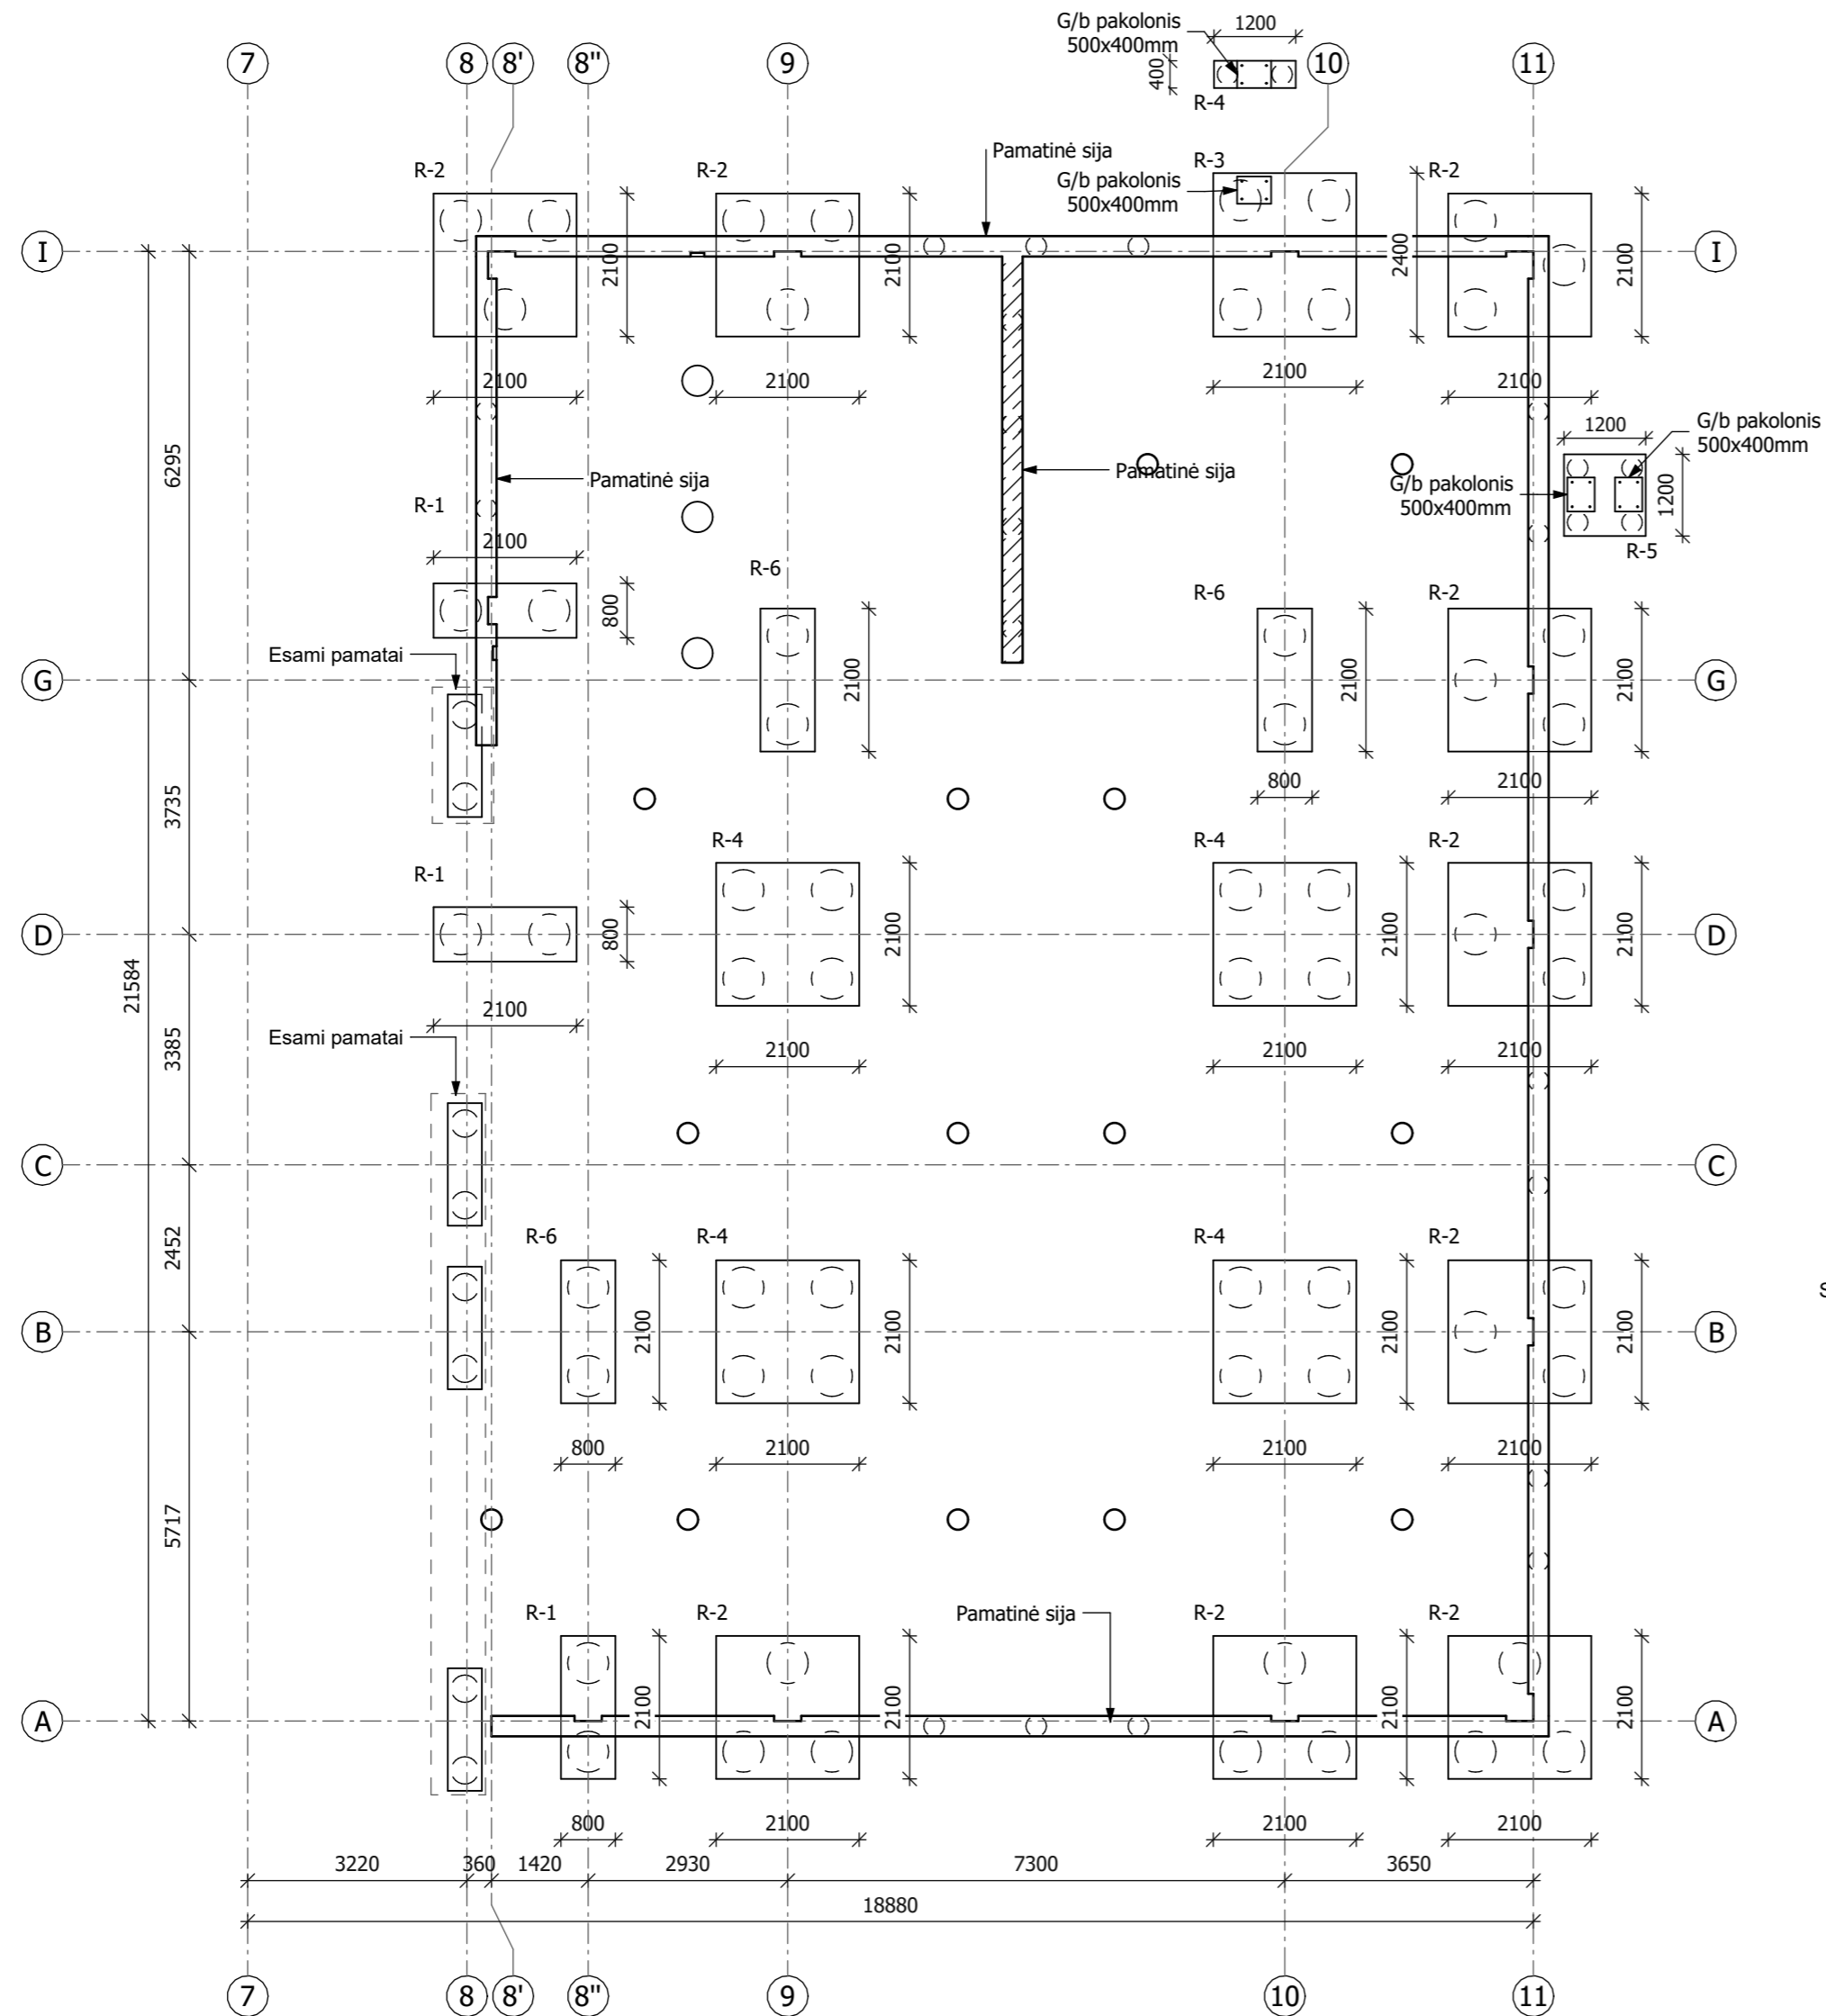 G/b pakolonis
500x400mm
1200
7
8
8'
8"
9
10
11
400
R-4
Pamatinė sija
R-2
R-2
R-3
G/b pakolonis
500x400mm
R-2
I
I
2100
2100
2400
2100
2100
2100
2100
2100
6295
Pamatinė sija
Pamatinė sija
1200
G/b pakolonis
500x400mm
G/b pakolonis
500x400mm
1200
R-5
R-1
2100
800
R-6
R-6
R-2
Esami pamatai
G
G
2100
2100
2100
800
2100
3735
R-1
R-4
R-4
R-2
D
D
800
2100
2100
2100
2100
2100
2100
2100
21584
3385
Esami pamatai
C
C
2452
R-6
R-4
R-4
R-2
S
B
B
2100
2100
2100
2100
800
2100
2100
2100
5717
R-1
R-2
Pamatinė sija
R-2
R-2
A
A
2100
2100
2100
2100
800
2100
2100
2100
3220
360
1420
2930
7300
3650
18880
7
8
8'
8"
9
10
11